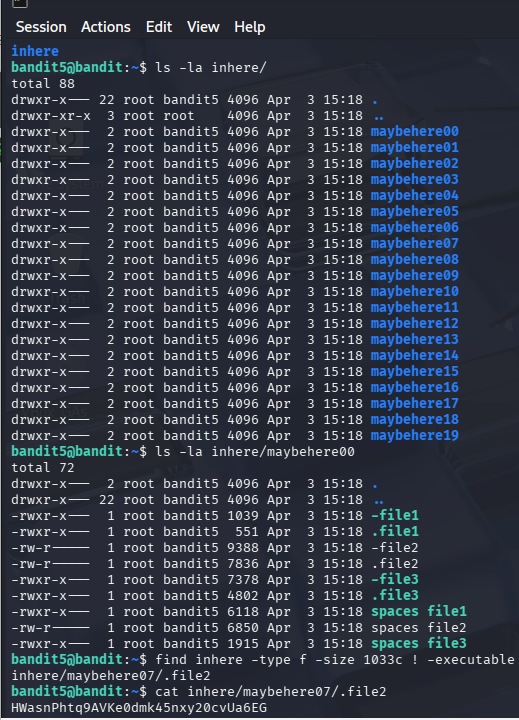 Session Actions Edit View Help
inhere
bandit5@bandit:~$ ls -la inhere/
total 88
drwxr-x--- 22 root bandit5 4096 Apr  3 15:18 .
drwxr-xr-x  3 root root    4096 Apr  3 15:18 ..
drwxr-x---  2 root bandit5 4096 Apr  3 15:18 maybehere00
drwxr-x---  2 root bandit5 4096 Apr  3 15:18 maybehere01
drwxr-x---  2 root bandit5 4096 Apr  3 15:18 maybehere02
drwxr-x---  2 root bandit5 4096 Apr  3 15:18 maybehere03
drwxr-x---  2 root bandit5 4096 Apr  3 15:18 maybehere04
drwxr-x---  2 root bandit5 4096 Apr  3 15:18 maybehere05
drwxr-x---  2 root bandit5 4096 Apr  3 15:18 maybehere06
drwxr-x---  2 root bandit5 4096 Apr  3 15:18 maybehere07
drwxr-x---  2 root bandit5 4096 Apr  3 15:18 maybehere08
drwxr-x---  2 root bandit5 4096 Apr  3 15:18 maybehere09
drwxr-x---  2 root bandit5 4096 Apr  3 15:18 maybehere10
drwxr-x---  2 root bandit5 4096 Apr  3 15:18 maybehere11
drwxr-x---  2 root bandit5 4096 Apr  3 15:18 maybehere12
drwxr-x---  2 root bandit5 4096 Apr  3 15:18 maybehere13
drwxr-x---  2 root bandit5 4096 Apr  3 15:18 maybehere14
drwxr-x---  2 root bandit5 4096 Apr  3 15:18 maybehere15
drwxr-x---  2 root bandit5 4096 Apr  3 15:18 maybehere16
drwxr-x---  2 root bandit5 4096 Apr  3 15:18 maybehere17
drwxr-x---  2 root bandit5 4096 Apr  3 15:18 maybehere18
drwxr-x---  2 root bandit5 4096 Apr  3 15:18 maybehere19
bandit5@bandit:~$ ls -la inhere/maybehere00
total 72
drwxr-x---  2 root bandit5 4096 Apr  3 15:18 .
drwxr-x--- 22 root bandit5 4096 Apr  3 15:18 ..
-rwxr-x---  1 root bandit5 1039 Apr  3 15:18 -file1
-rwxr-x---  1 root bandit5  551 Apr  3 15:18 .file1
-rw-r-----  1 root bandit5 9388 Apr  3 15:18 -file2
-rw-r-----  1 root bandit5 7836 Apr  3 15:18 .file2
-rwxr-x---  1 root bandit5 7378 Apr  3 15:18 -file3
-rwxr-x---  1 root bandit5 4802 Apr  3 15:18 .file3
-rwxr-x---  1 root bandit5 6118 Apr  3 15:18 spaces file1
-rw-r-----  1 root bandit5 6850 Apr  3 15:18 spaces file2
-rwxr-x---  1 root bandit5 1915 Apr  3 15:18 spaces file3
bandit5@bandit:~$ find inhere -type f -size 1033c ! -executable
inhere/maybehere07/.file2
bandit5@bandit:~$ cat inhere/maybehere07/.file2
HWasnPhtq9AVKe0dmk45nxy20cvUa6EG